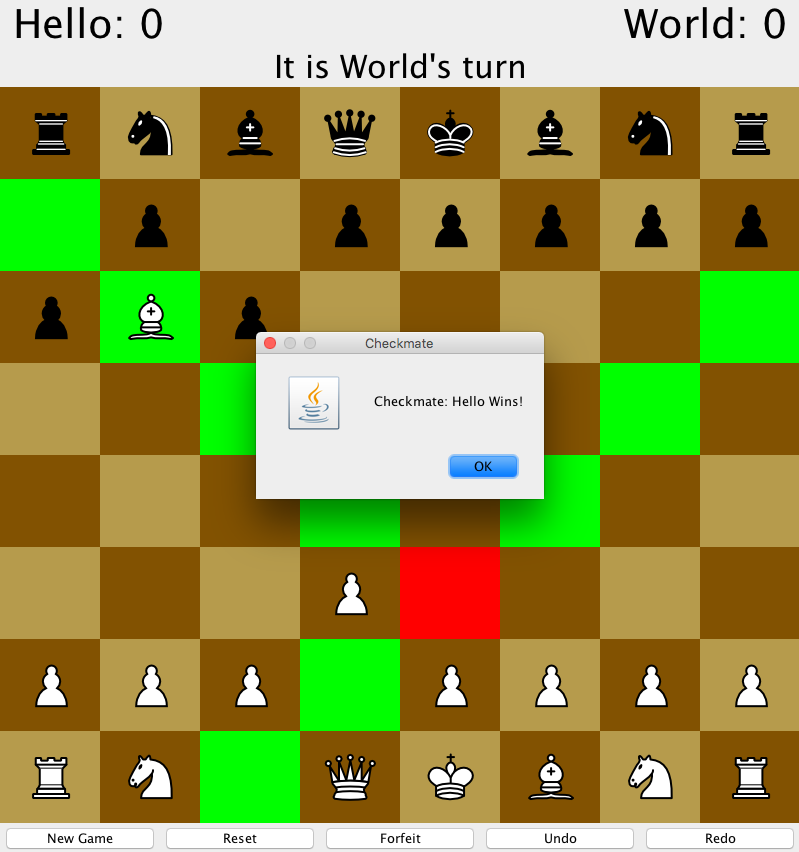 Hello: 0
World: 0
It is World's turn
Checkmate
Checkmate: Hello Wins!
OK
New Game
Reset
Forfeit
Undo
Redo